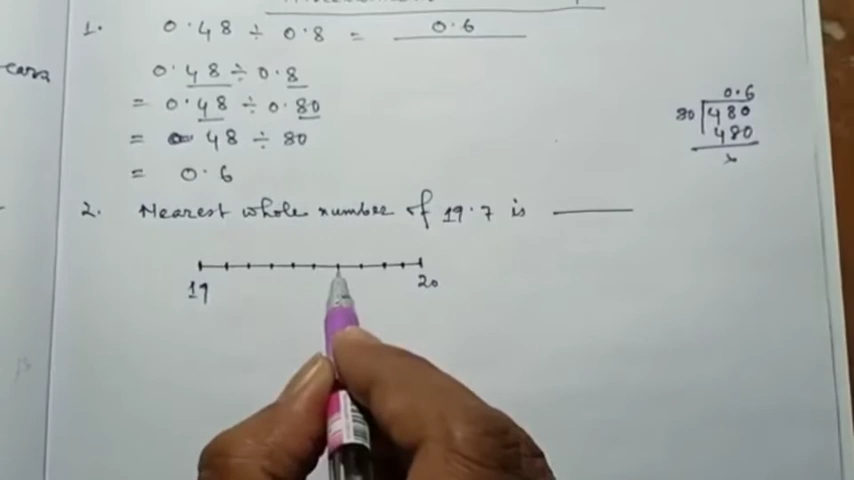 1. 0.48 ÷ 0.8 = 0.6
0.48 ÷ 0.8
= 0.48 ÷ 0.80
= 48 ÷ 80
= 0.6
0.6
80 480
480
x
2. Nearest whole number of 19.7 is ______
19 20